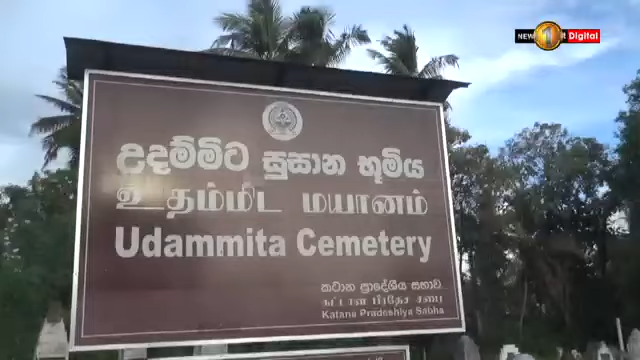 NEWS 1st Digital
උදම්මිට සුසාන භූමිය
உதம்மிட மயானம்
Udammita Cemetery
කටාන ප්‍රාදේශීය සභාව
கட்டான பிரதேச சபை
Katana Pradeshiya Sabha